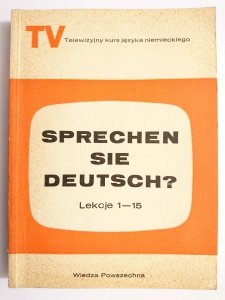 TV Telewizyjny kurs języka niemieckiego
SPRECHEN
SIE
DEUTSCH?
Lekcje 1—15
Wiedza Powszechna